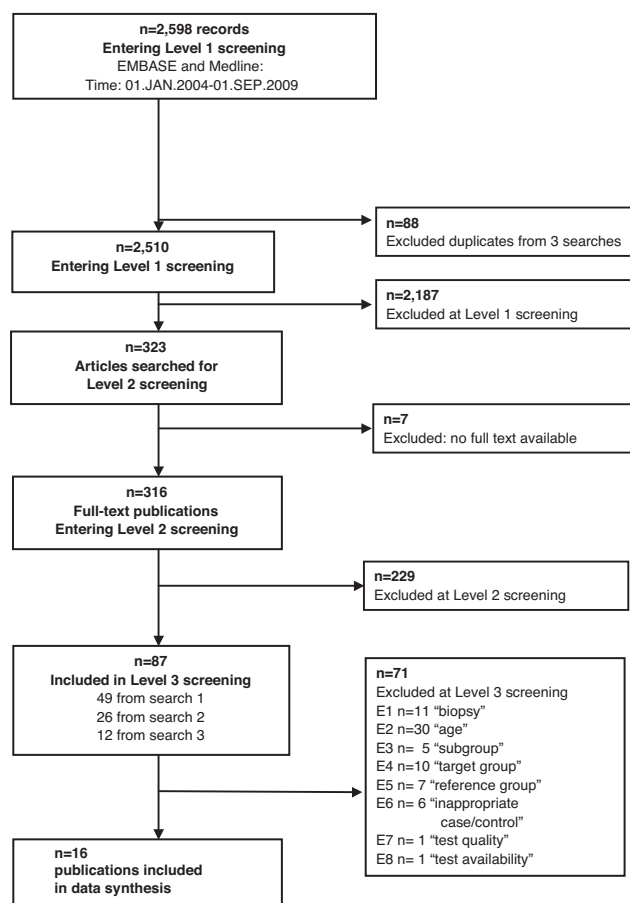 n=2,598 records
Entering Level 1 screening
EMBASE and Medline:
Time: 01.JAN.2004-01.SEP.2009
n=88
Excluded duplicates from 3 searches
n=2,510
Entering Level 1 screening
n=2,187
Excluded at Level 1 screening
n=323
Articles searched for
Level 2 screening
n=7
Excluded: no full text available
n=316
Full-text publications
Entering Level 2 screening
n=229
Excluded at Level 2 screening
n=87
Included in Level 3 screening
49 from search 1
26 from search 2
12 from search 3
n=71
Excluded at Level 3 screening
E1 n=11 “biopsy”
E2 n=30 “age”
E3 n= 5 “subgroup”
E4 n=10 “target group”
E5 n= 7 “reference group”
E6 n= 6 “inappropriate
case/control”
E7 n= 1 “test quality”
E8 n= 1 “test availability”
n=16
publications included
in data synthesis